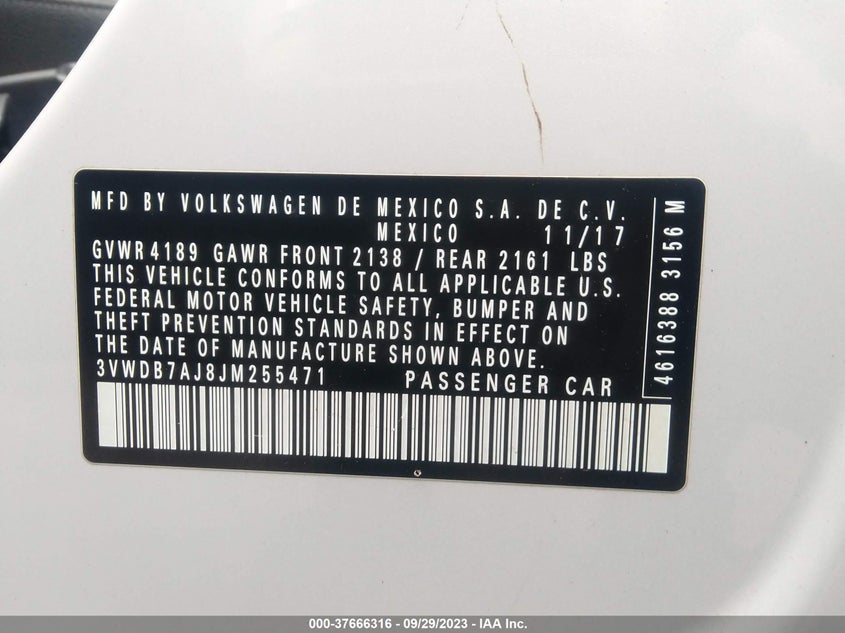 MFD BY VOLKSWAGEN DE MEXICO S.A. DE C.V.
MEXICO 11/17
GVWR 4189 GAWR FRONT 2138 / REAR 2161 LBS
THIS VEHICLE CONFORMS TO ALL APPLICABLE U.S.
FEDERAL MOTOR VEHICLE SAFETY, BUMPER AND
THEFT PREVENTION STANDARDS IN EFFECT ON
THE DATE OF MANUFACTURE SHOWN ABOVE.
3VWDB7AJ8JM255471 PASSENGER CAR
4616388 3156 M
000-37666316 - 09/29/2023 - IAA Inc.